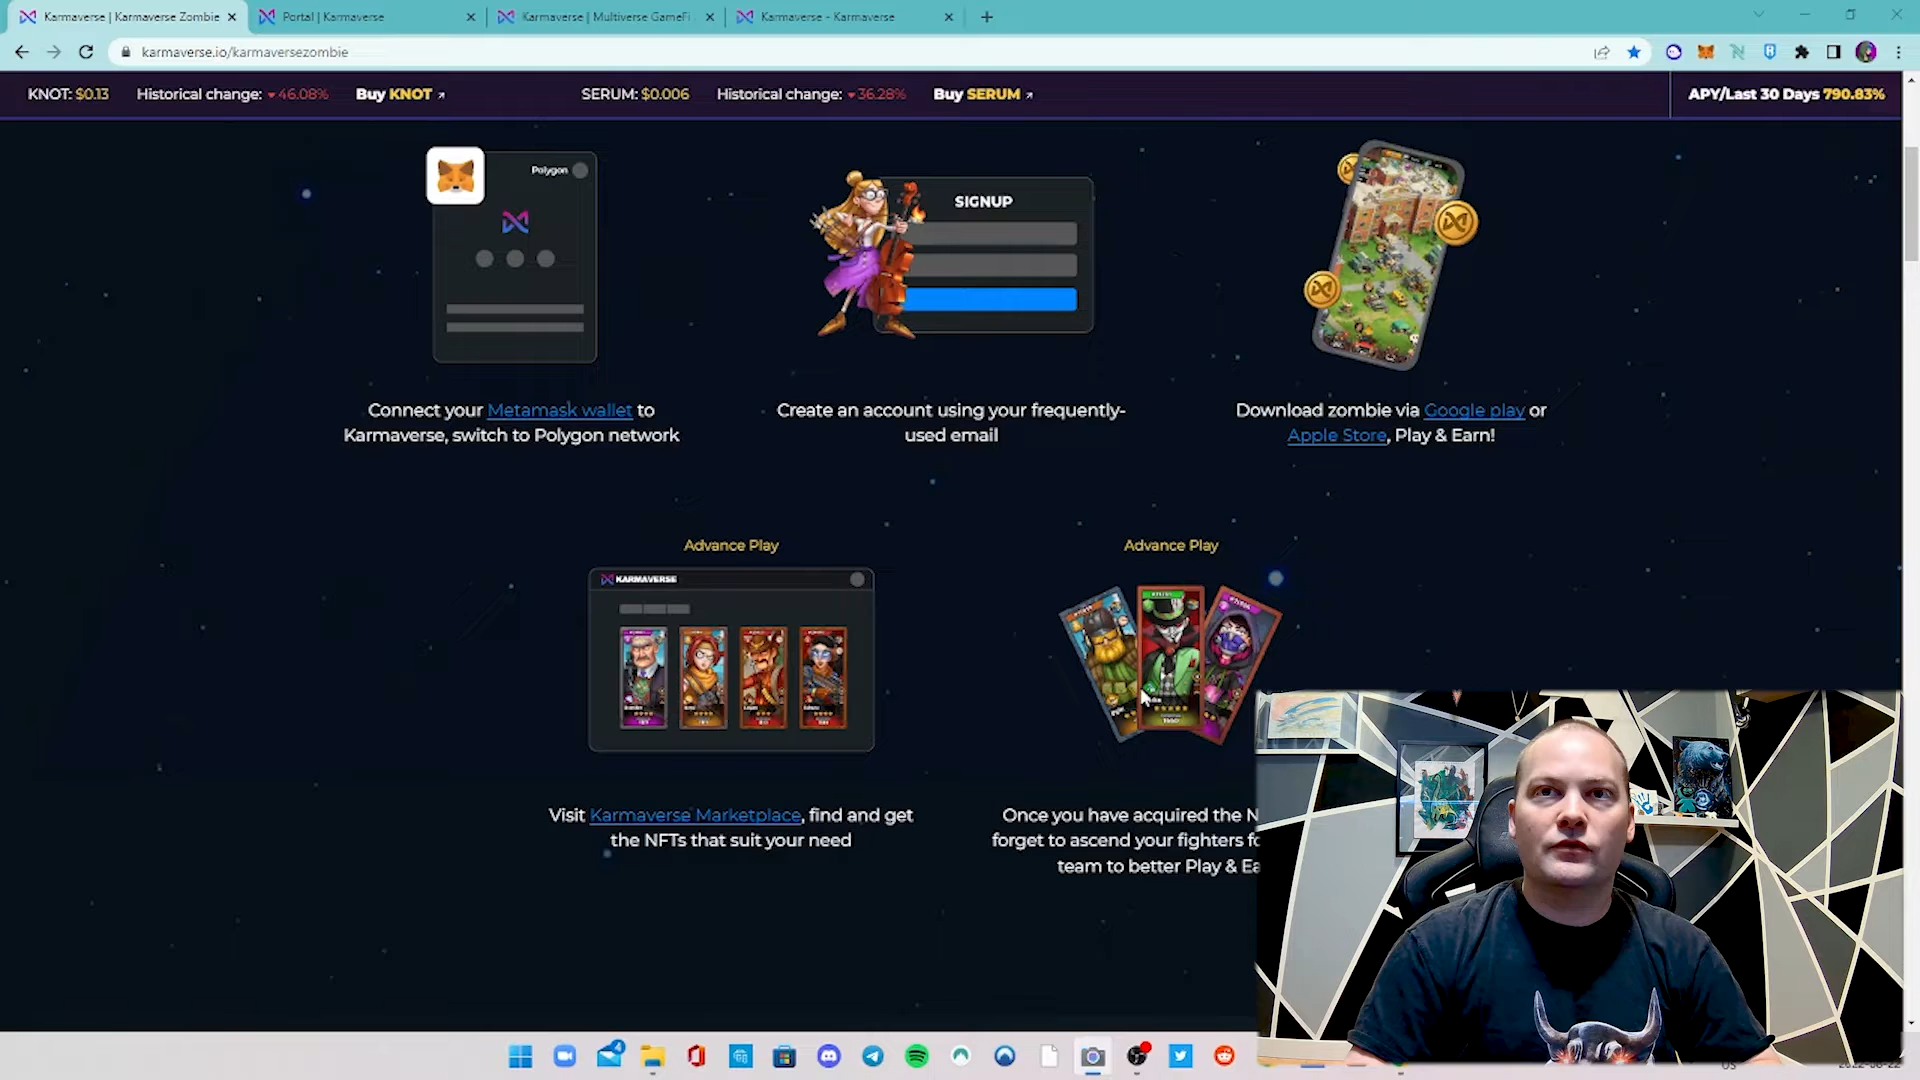 Karmaverse | Karmaverse Zombie
Portal | Karmaverse
Karmaverse | Multiverse GameFi
Karmaverse - Karmaverse
karmaverse.io/karmaversezombie
KNOT: $0.13 Historical change: 46.08% Buy KNOT
SERUM: $0.006 Historical change: 36.28% Buy SERUM
APY/Last 30 Days 790.83%
Polygon
SIGNUP
Connect your Metamask wallet to
Karmaverse, switch to Polygon network
Create an account using your frequently-
used email
Download zombie via Google play or
Apple Store, Play & Earn!
Advance Play
Advance Play
KARMAVERSE
Visit Karmaverse Marketplace, find and get
the NFTs that suit your need
Once you have acquired the
forget to ascend your fighters
team to better Play &